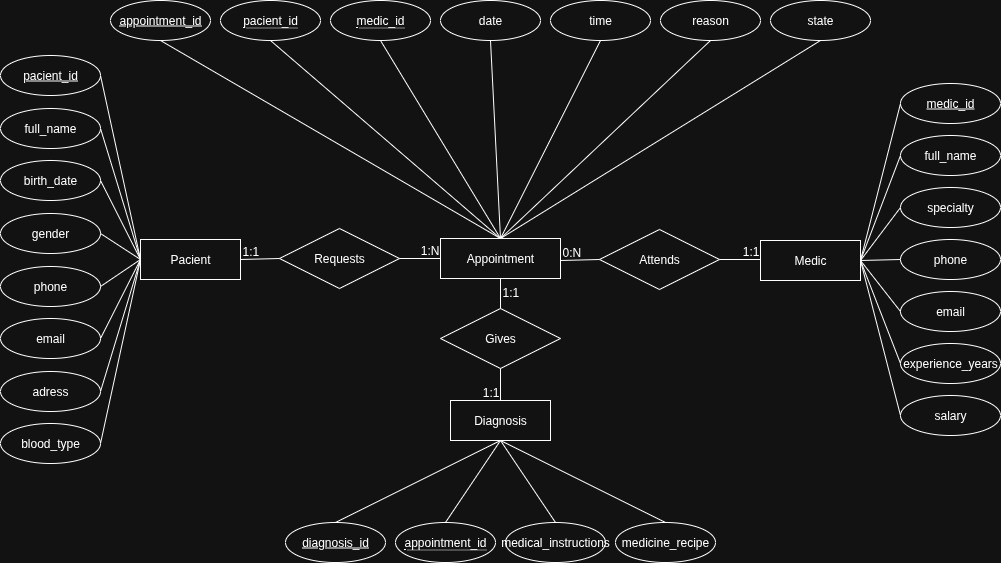 appointment_id
pacient_id
medic_id
date
time
reason
state
pacient_id
full_name
birth_date
gender
phone
email
adress
blood_type
Pacient
1:1
Requests
1:N
Appointment
0:N
Attends
1:1
Medic
medic_id
full_name
specialty
phone
email
experience_years
salary
1:1
Gives
1:1
Diagnosis
diagnosis_id
appointment_id
medical_instructions
medicine_recipe